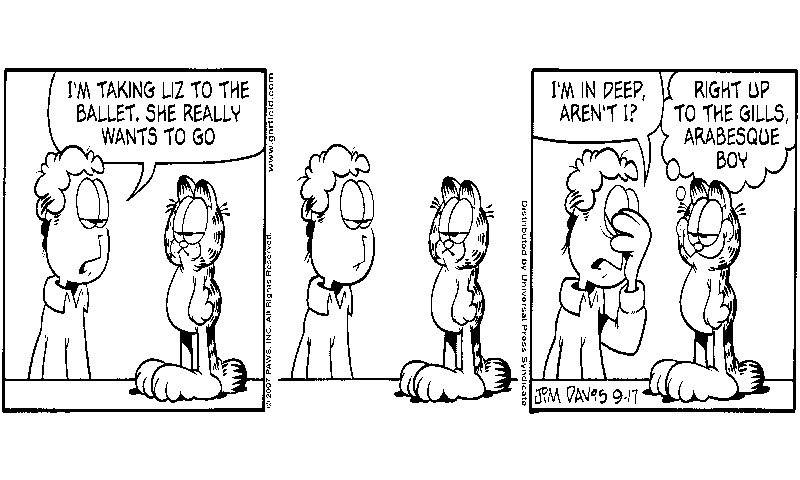 I'M TAKING LIZ TO THE
BALLET. SHE REALLY
WANTS TO GO
www.garfield.com
© 2007 PAWS, INC. All Rights Reserved.
Distributed by Universal Press Syndicate
I'M IN DEEP,
AREN'T I?
RIGHT UP
TO THE GILLS,
ARABESQUE
BOY
JIM DAVIS 9-17